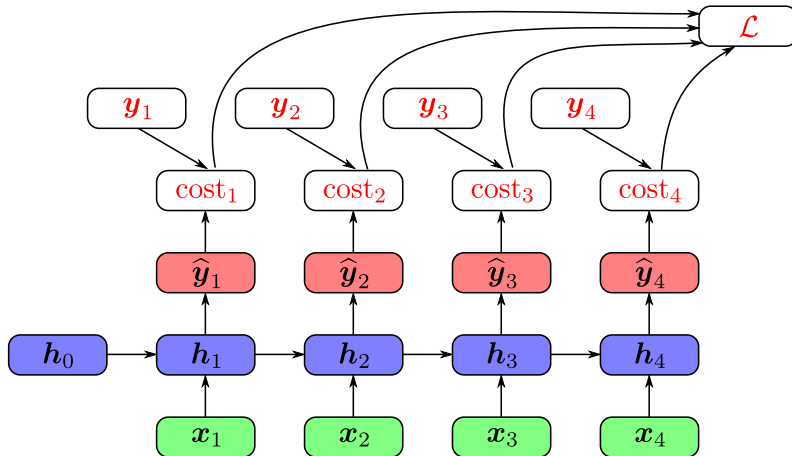 ℒ
y₁ y₂ y₃ y₄
cost₁ cost₂ cost₃ cost₄
ŷ₁ ŷ₂ ŷ₃ ŷ₄
h₀ h₁ h₂ h₃ h₄
x₁ x₂ x₃ x₄